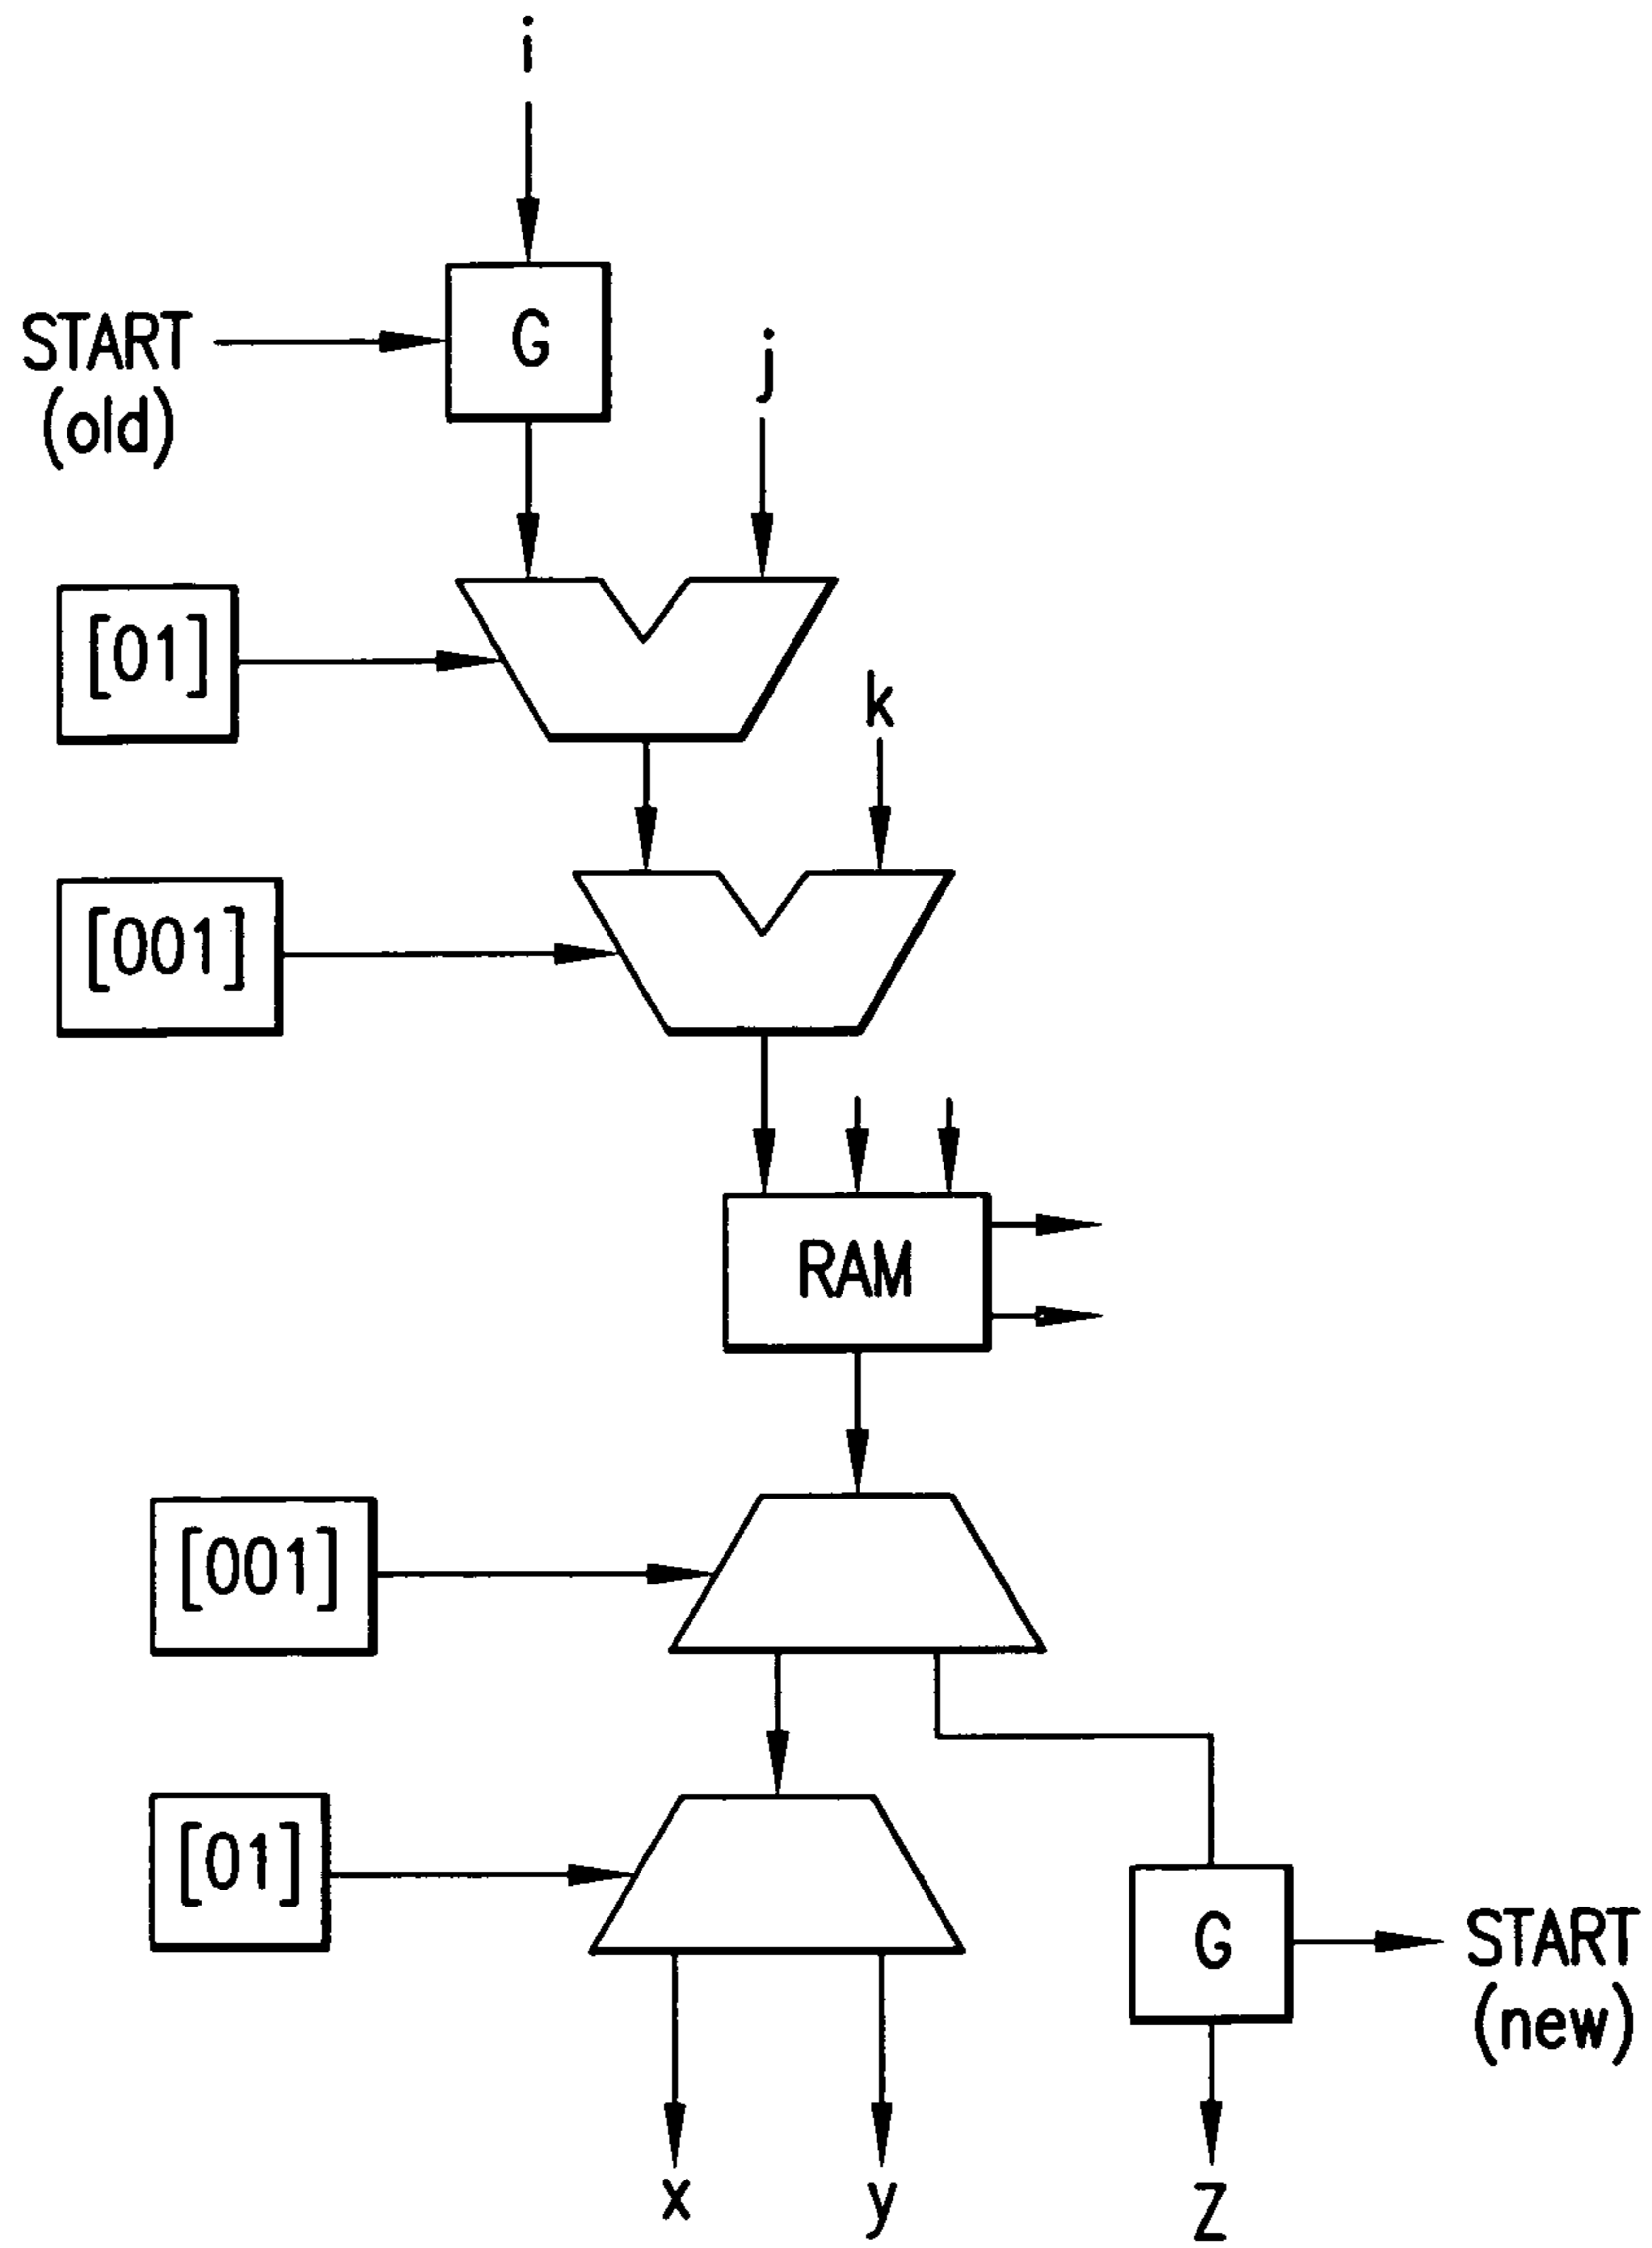 i
START
(old)
G
j
[01]
k
[001]
RAM
[001]
[01]
G
START
(new)
x
y
Z